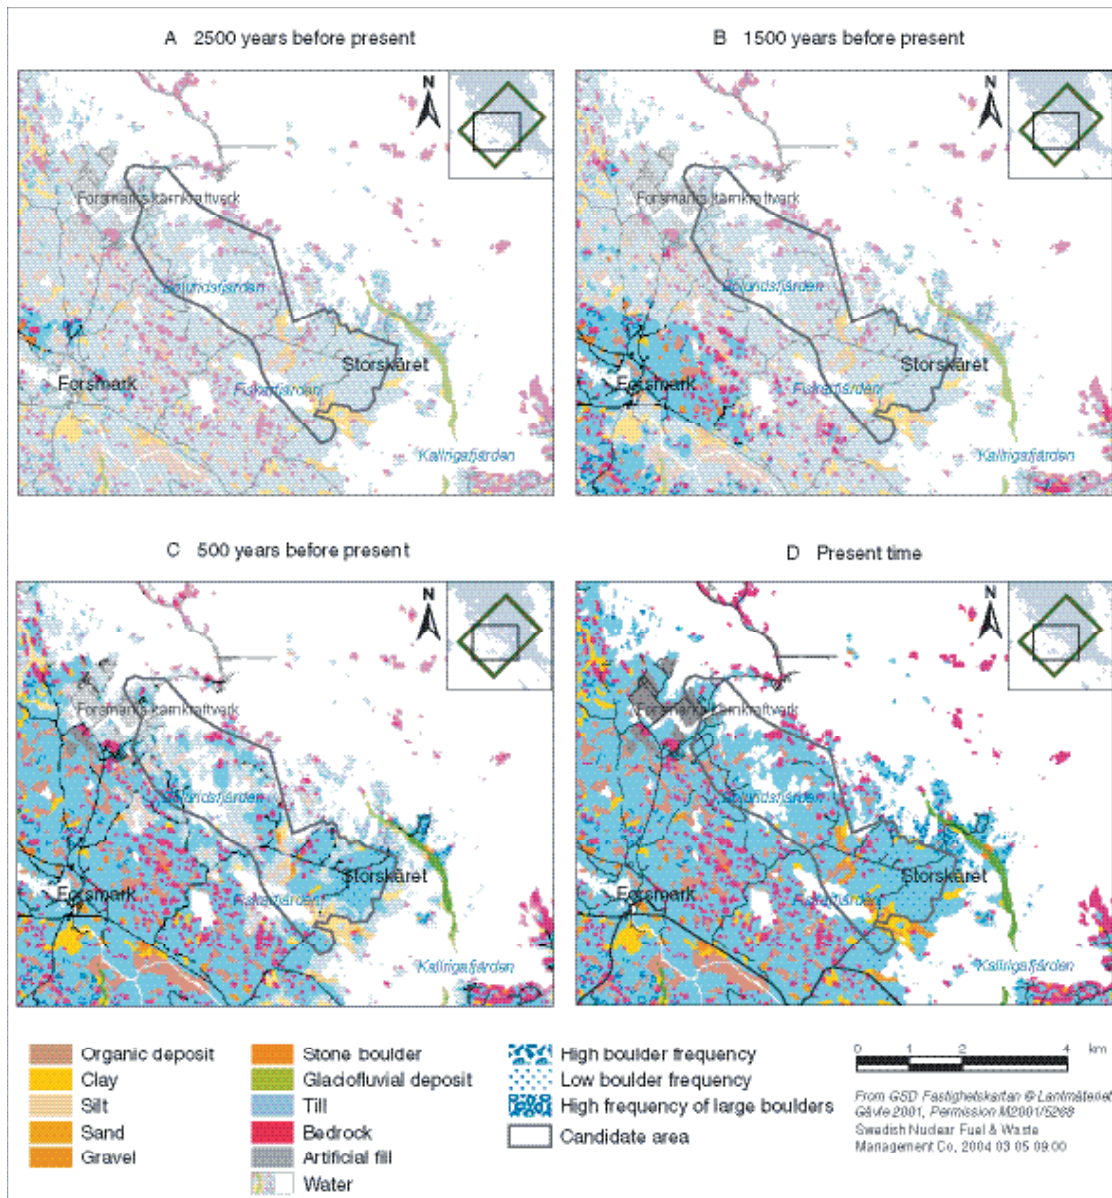 A 2500 years before present
B 1500 years before present
N
Forsmarks kärnkraftverk
Bolundsfjärden
Storskäret
Forsmark
Fiskarfjärden
Kallrigafjärden
N
Forsmarks kärnkraftverk
Bolundsfjärden
Storskäret
Forsmark
Fiskarfjärden
Kallrigafjärden
C 500 years before present
D Present time
N
Forsmarks kärnkraftverk
Bolundsfjärden
Storskäret
Forsmark
Fiskarfjärden
Kallrigafjärden
N
Forsmarks kärnkraftverk
Bolundsfjärden
Storskäret
Forsmark
Fiskarfjärden
Kallrigafjärden
Organic deposit
Clay
Silt
Sand
Gravel
Stone boulder
Glaciofluvial deposit
Till
Bedrock
Artificial fill
Water
High boulder frequency
Low boulder frequency
High frequency of large boulders
Candidate area
0 1 2 4 km
From GSD Fastighetskartan © Lantmäteriet
Gävle 2001, Permission M2001/5268
Swedish Nuclear Fuel & Waste
Management Co, 2004 03 05 09:00